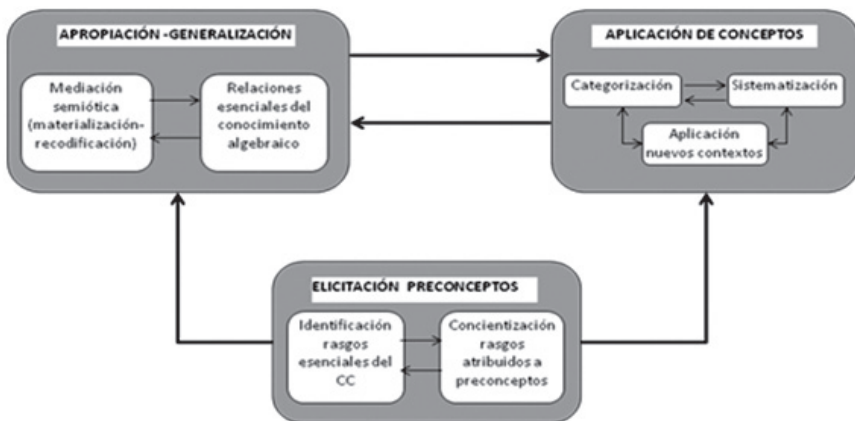 APROPIACIÓN -GENERALIZACIÓN
Mediación
semiótica
(materialización-
recodificación)
Relaciones
esenciales del
conocimiento
algebraico
APLICACIÓN DE CONCEPTOS
Categorización
Sistematización
Aplicación
nuevos contextos
ELICITACIÓN PRECONCEPTOS
Identificación
rasgos
esenciales del
CC
Concientización
rasgos
atribuidos a
preconceptos